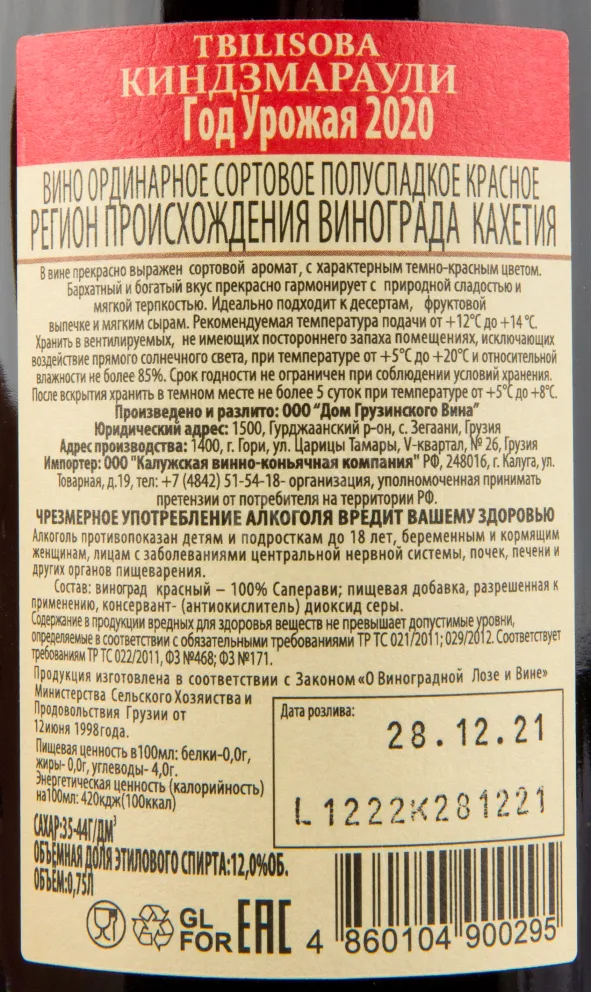 TBILISOBA
КИНДЗМАРАУЛИ
Год Урожая 2020
ВИНО ОРДИНАРНОЕ СОРТОВОЕ ПОЛУСЛАДКОЕ КРАСНОЕ
РЕГИОН ПРОИСХОЖДЕНИЯ ВИНОГРАДА КАХЕТИЯ
В вине прекрасно выражен сортовой аромат, с характерным темно-красным цветом.
Бархатный и богатый вкус прекрасно гармонирует с природной сладостью и
мягкой терпкостью. Идеально подходит к десертам, фруктовой
выпечке и мягким сырам. Рекомендуемая температура подачи от +12°С до +14 °С.
Хранить в вентилируемых, не имеющих постороннего запаха помещениях, исключающих
воздействие прямого солнечного света, при температуре от +5°С до +20°С и относительной
влажности не более 85%. Срок годности не ограничен при соблюдении условий хранения.
После вскрытия хранить в темном месте не более 5 суток при температуре от +5°С до +8°С.
Произведено и разлито: ООО "Дом Грузинского Вина"
Юридический адрес: 1500, Гурджаанский р-он, с. Зегаани, Грузия
Адрес производства: 1400, г. Гори, ул. Царицы Тамары, V-квартал, № 26, Грузия
Импортер: ООО "Калужская винно-коньячная компания" РФ, 248016, г. Калуга, ул.
Товарная, д.19, тел: +7 (4842) 51-54-18- организация, уполномоченная принимать
претензии от потребителя на территории РФ.
ЧРЕЗМЕРНОЕ УПОТРЕБЛЕНИЕ АЛКОГОЛЯ ВРЕДИТ ВАШЕМУ ЗДОРОВЬЮ
Алкоголь противопоказан детям и подросткам до 18 лет, беременным и кормящим
женщинам, лицам с заболеваниями центральной нервной системы, почек, печени и
других органов пищеварения.
Состав: виноград красный – 100% Саперави; пищевая добавка, разрешенная к
применению, консервант- (антиокислитель) диоксид серы.
Содержание в продукции вредных для здоровья веществ не превышает допустимые уровни,
определяемые в соответствии с обязательными требованиями ТР ТС 021/2011; 029/2012. Соответствует
требованиям ТР ТС 022/2011, ФЗ №468; ФЗ №171.
Продукция изготовлена в соответствии с Законом «О Виноградной Лозе и Вине»
Министерства Сельского Хозяиства и
Продовольствия Грузии от
12июня 1998года.
Пищевая ценность в100мл: белки-0,0г,
жиры- 0,0г, углеводы- 4,0г.
Энергетическая ценность (калорийность)
на100мл: 420кдж(100ккал)
САХАР:35-44Г/ДМ³
ОБЪЕМНАЯ ДОЛЯ ЭТИЛОВОГО СПИРТА:12,0%ОБ.
ОБЪЕМ:0,75Л
Дата розлива:
28.12.21
L1222K281221
GL
FOR
EAC
4 860104 900295